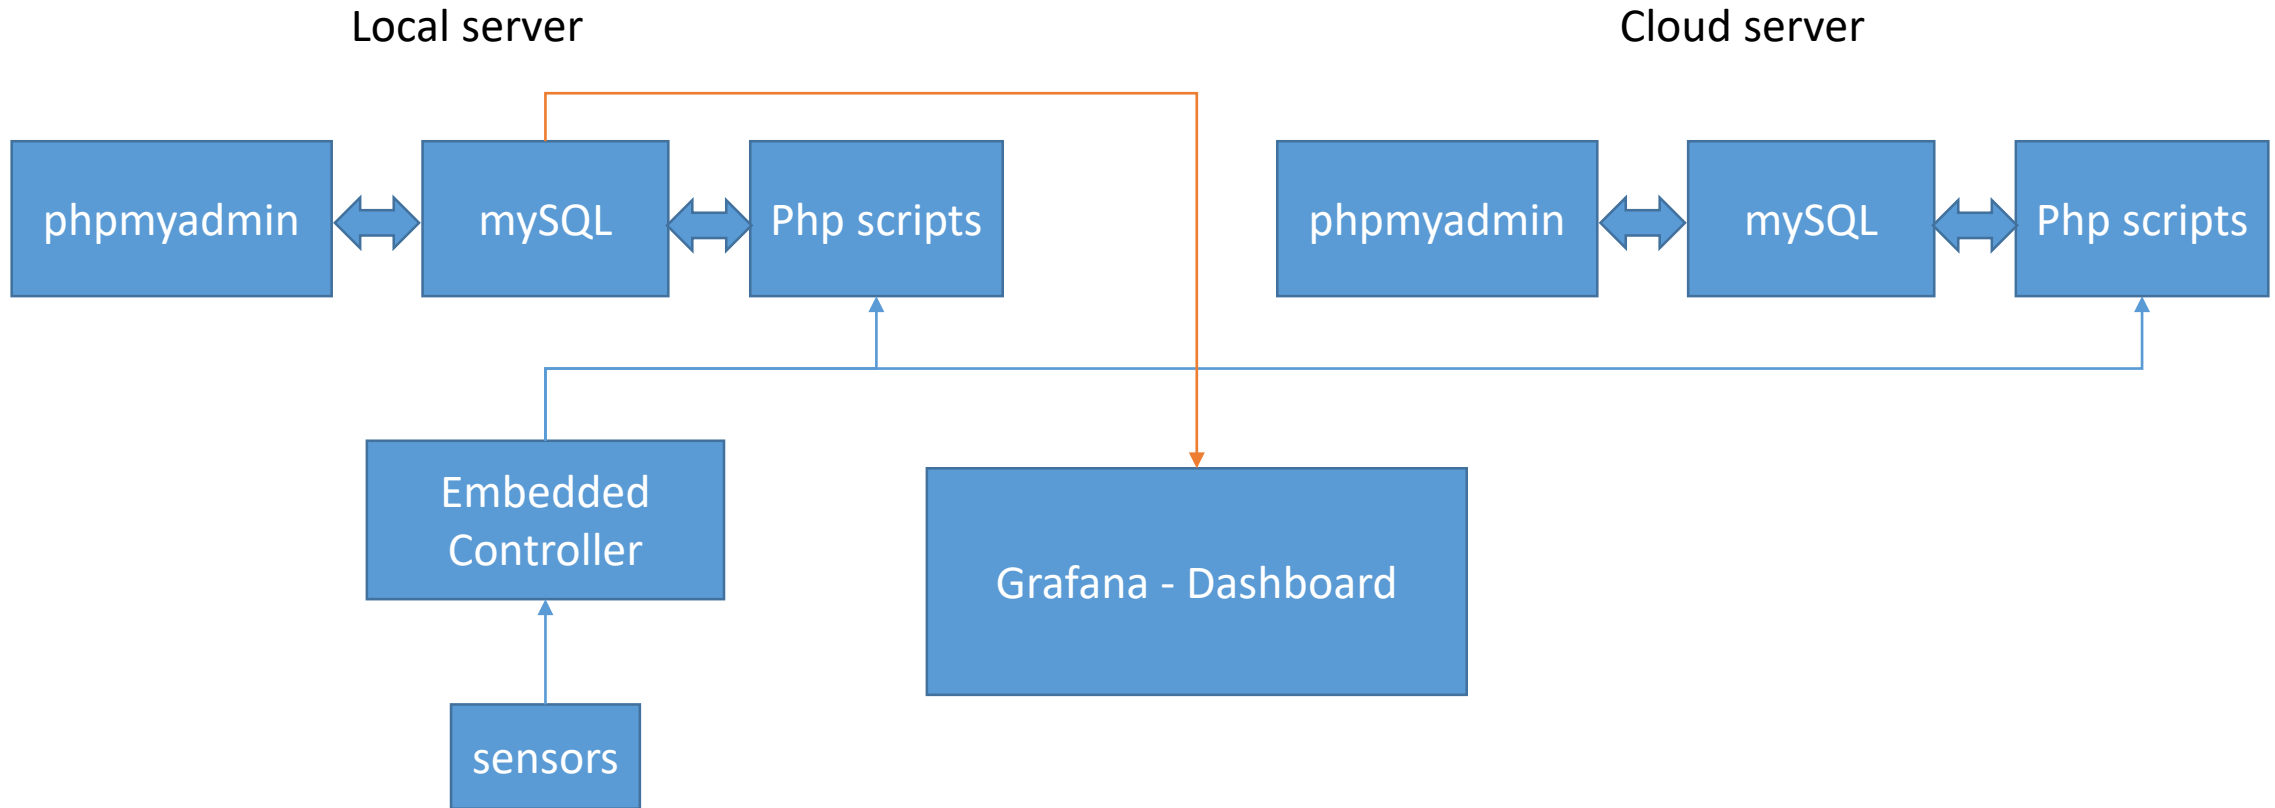 Local server
Cloud server
phpmyadmin
mySQL
Php scripts
phpmyadmin
mySQL
Php scripts
Embedded
Controller
Grafana - Dashboard
sensors